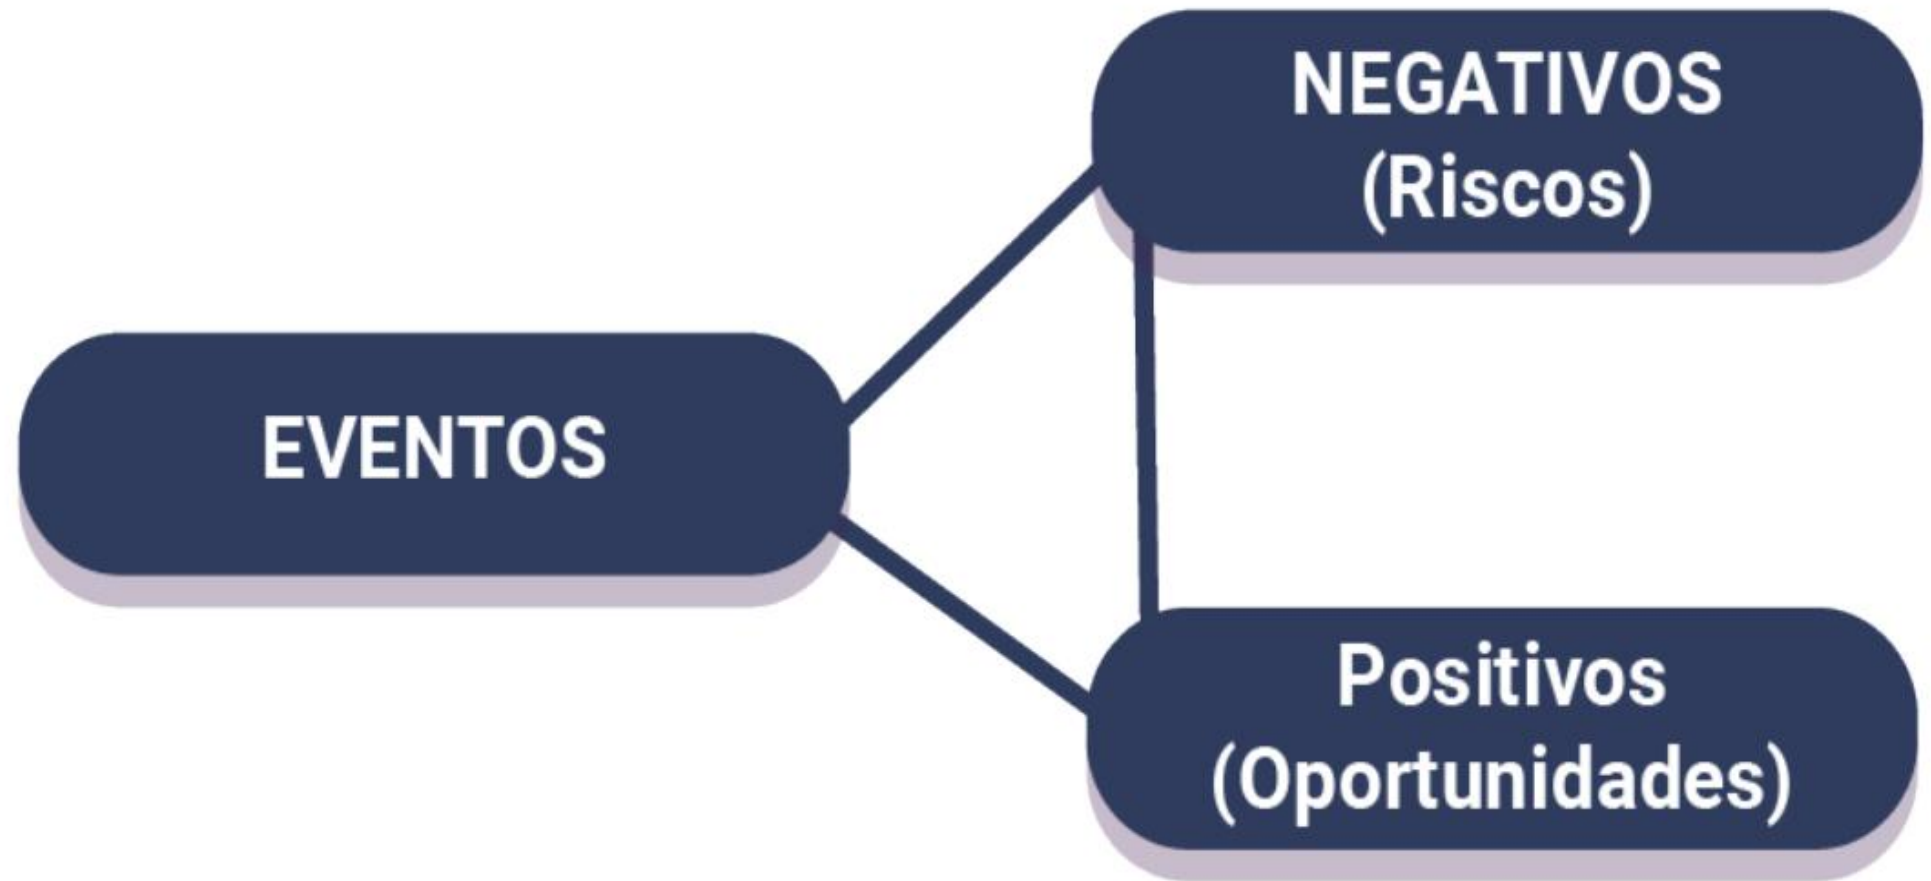 NEGATIVOS
(Riscos)
EVENTOS
Positivos
(Oportunidades)